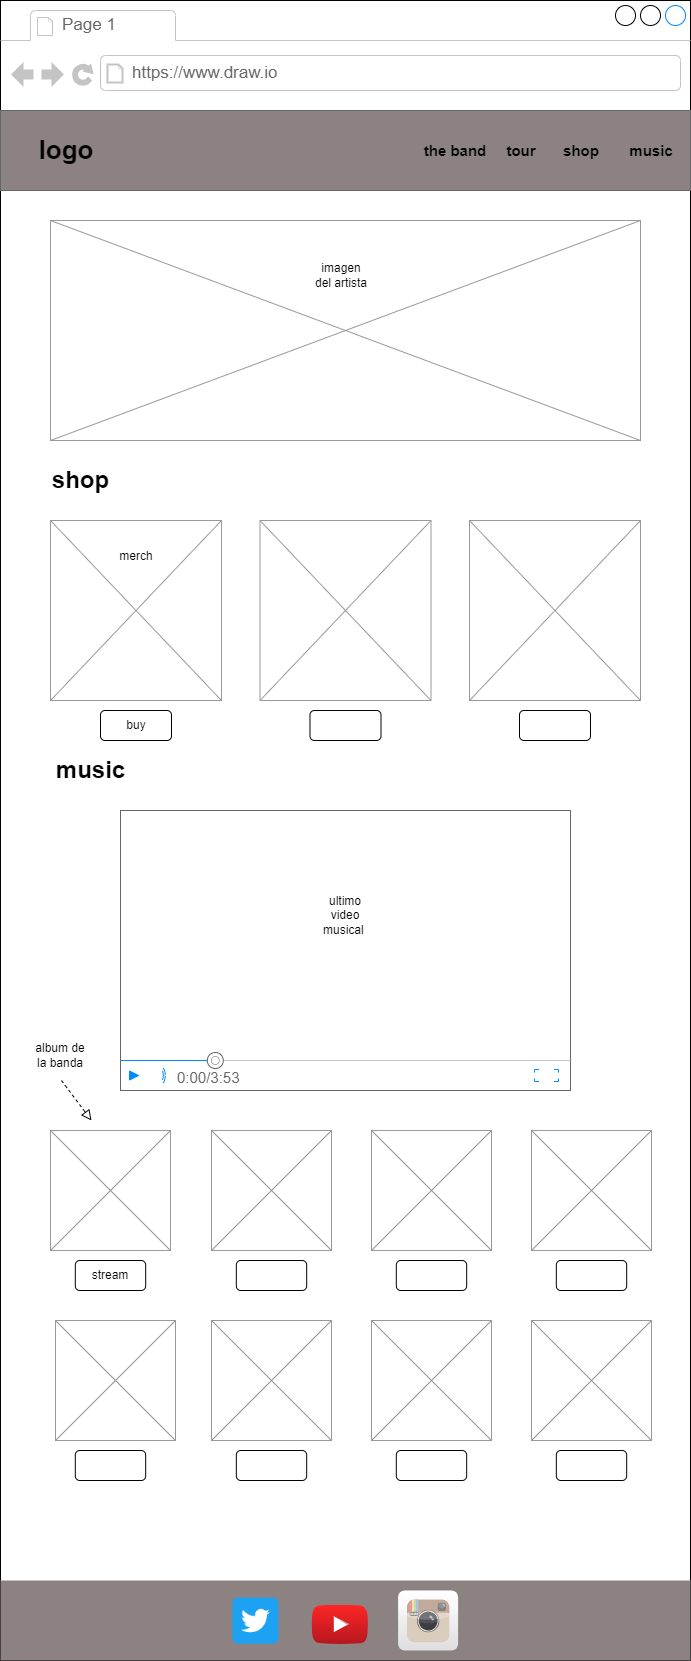 Page 1
https://www.draw.io
logo
the band
tour
shop
music
imagen
del artista
shop
merch
buy
music
ultimo
video
musical
0:00/3:53
album de
la banda
stream